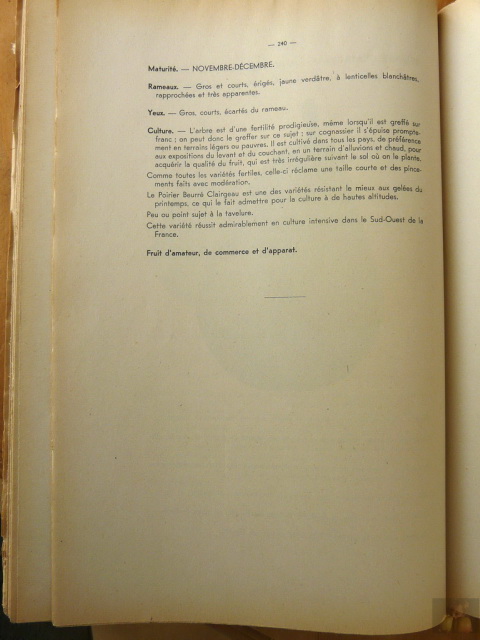 — 240 —
Maturité. — NOVEMBRE-DÉCEMBRE.
Rameaux. — Gros et courts, érigés, jaune verdâtre, à lenticelles blanchâtres,
rapprochées et très apparentes.
Yeux. — Gros, courts, écartés du rameau.
Culture. — L'arbre est d'une fertilité prodigieuse, même lorsqu'il est greffé sur
franc ; on peut donc le greffer sur ce sujet ; sur cognassier il s'épuise prompte-
ment en terrains légers ou pauvres. Il est cultivé dans tous les pays, de préférence
aux expositions du levant et du couchant, en un terrain d'alluvions et chaud, pour
acquérir la qualité du fruit, qui est très irrégulière suivant le sol où on le plante.
Comme toutes les variétés fertiles, celle-ci réclame une taille courte et des pince-
ments faits avec modération.
Le Poirier Beurré Clairgeau est une des variétés résistant le mieux aux gelées du
printemps, ce qui le fait admettre pour la culture à de hautes altitudes.
Peu ou point sujet à la tavelure.
Cette variété réussit admirablement en culture intensive dans le Sud-Ouest de la
France.
Fruit d'amateur, de commerce et d'apparat.